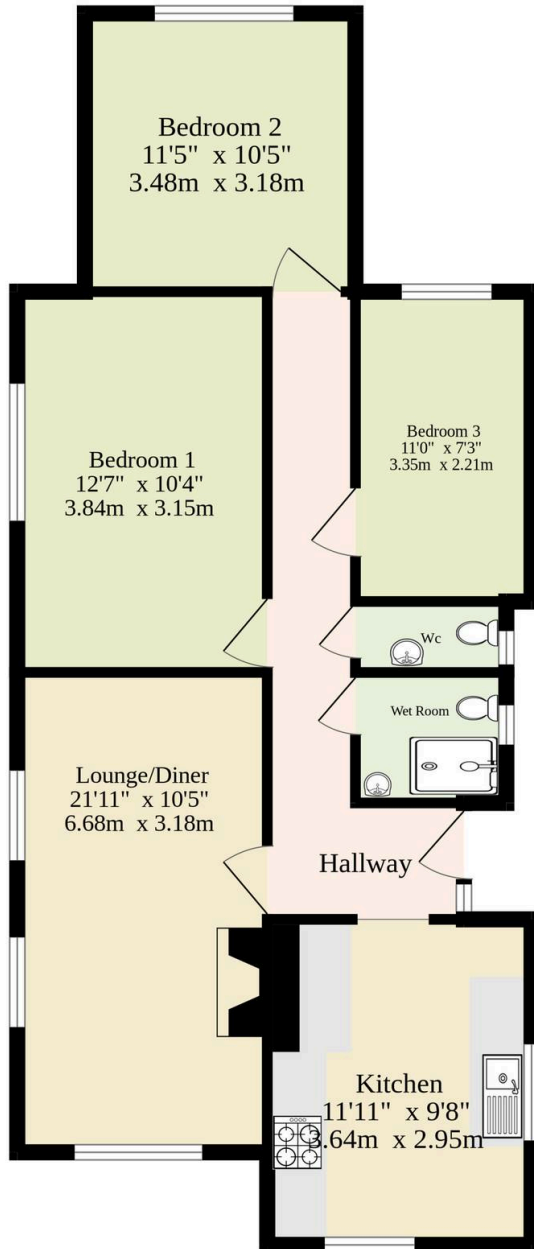 Bedroom 2
11'5" x 10'5"
3.48m x 3.18m
Bedroom 1
12'7" x 10'4"
3.84m x 3.15m
Bedroom 3
11'0" x 7'3"
3.35m x 2.21m
Wc
Wet Room
Lounge/Diner
21'11" x 10'5"
6.68m x 3.18m
Hallway
Kitchen
11'11" x 9'8"
3.64m x 2.95m